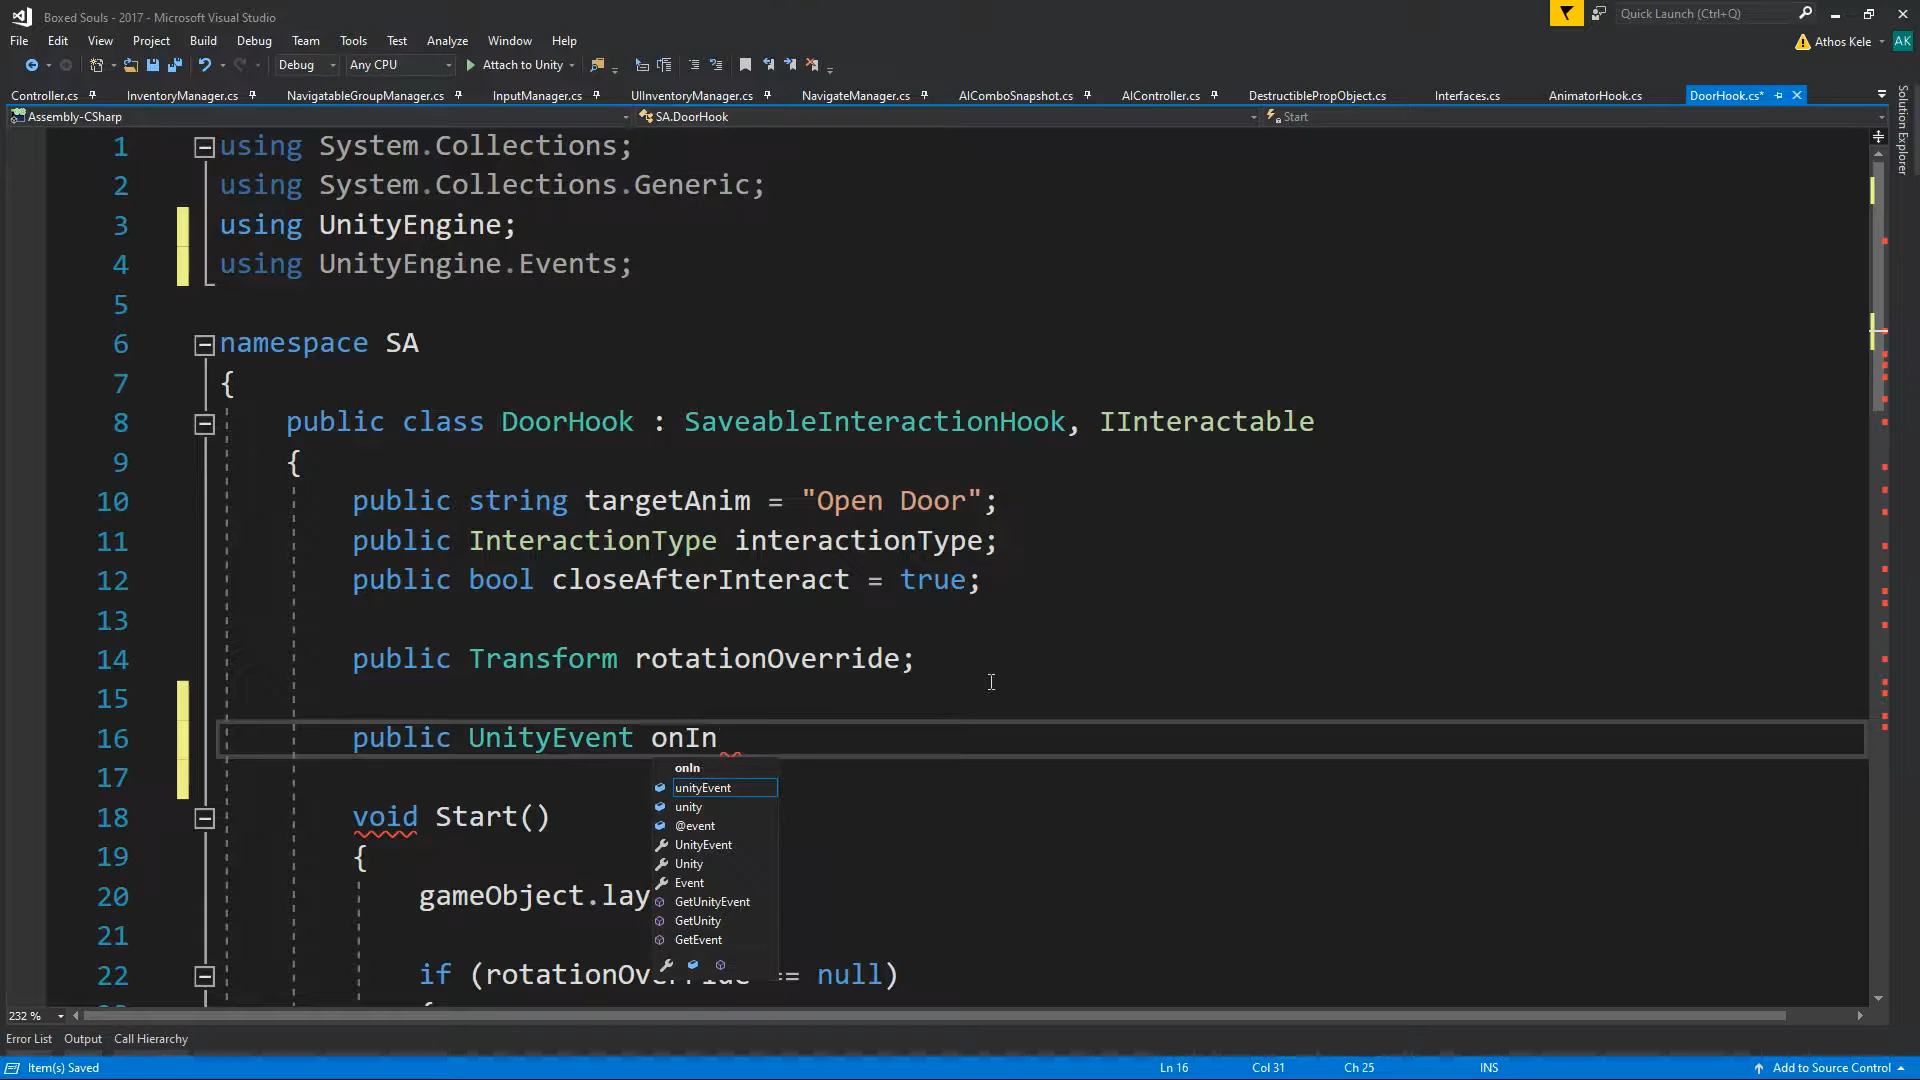 Boxed Souls - 2017 - Microsoft Visual Studio
Quick Launch (Ctrl+Q)
File Edit View Project Build Debug Team Tools Test Analyze Window Help
Athos Kele AK
Debug Any CPU Attach to Unity
Controller.cs InventoryManager.cs NavigatableGroupManager.cs InputManager.cs UIInventoryManager.cs NavigateManager.cs AIComboSnapshot.cs AIController.cs DestructiblePropObject.cs Interfaces.cs AnimatorHook.cs DoorHook.cs*
Solution Explorer
Assembly-CSharp SA.DoorHook Start
1 using System.Collections;
2 using System.Collections.Generic;
3 using UnityEngine;
4 using UnityEngine.Events;
5
6 namespace SA
7 {
8 public class DoorHook : SaveableInteractionHook, IInteractable
9 {
10 public string targetAnim = "Open Door";
11 public InteractionType interactionType;
12 public bool closeAfterInteract = true;
13
14 public Transform rotationOverride;
15
16 public UnityEvent onIn
17
onIn
unityEvent
unity
@event
UnityEvent
Unity
Event
GetUnityEvent
GetUnity
GetEvent
18 void Start()
19 {
20 gameObject.lay
21
22 if (rotationOverride == null)
232 %
Error List Output Call Hierarchy
Item(s) Saved Ln 16 Col 31 Ch 25 INS Add to Source Control